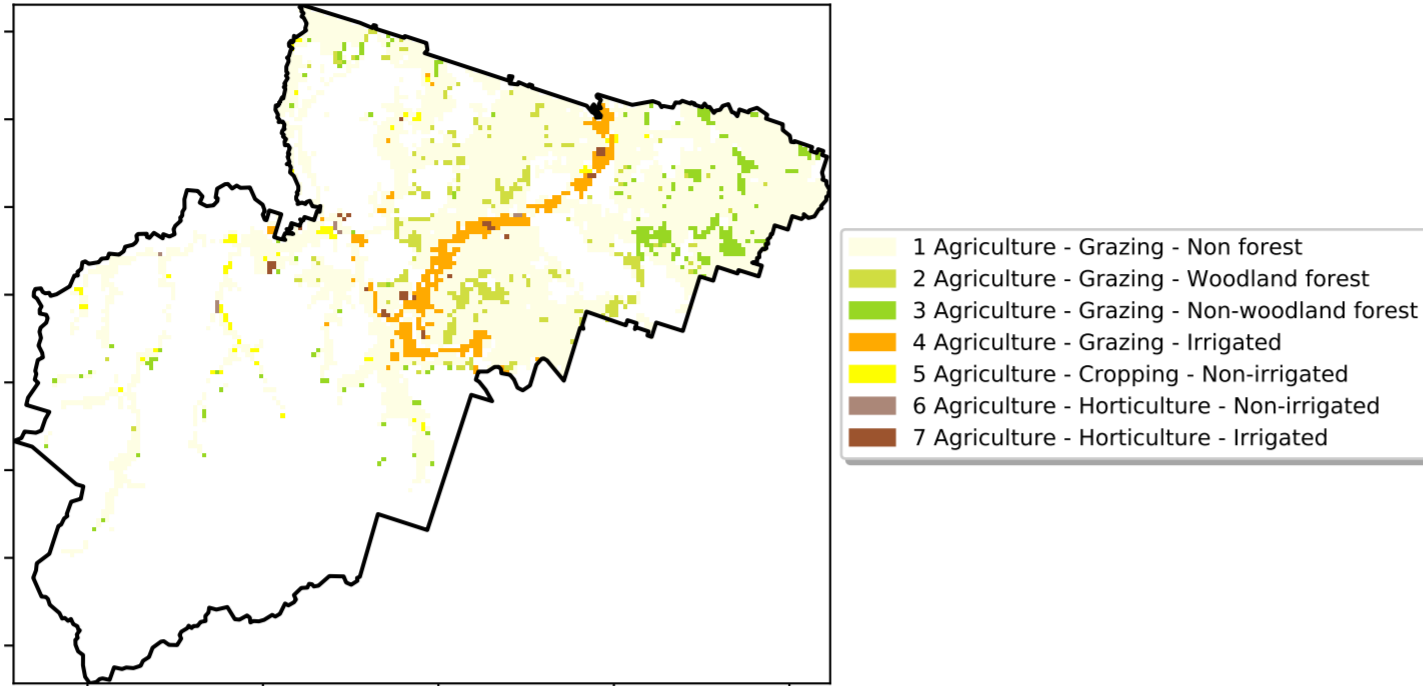 1 Agriculture - Grazing - Non forest
2 Agriculture - Grazing - Woodland forest
3 Agriculture - Grazing - Non-woodland forest
4 Agriculture - Grazing - Irrigated
5 Agriculture - Cropping - Non-irrigated
6 Agriculture - Horticulture - Non-irrigated
7 Agriculture - Horticulture - Irrigated